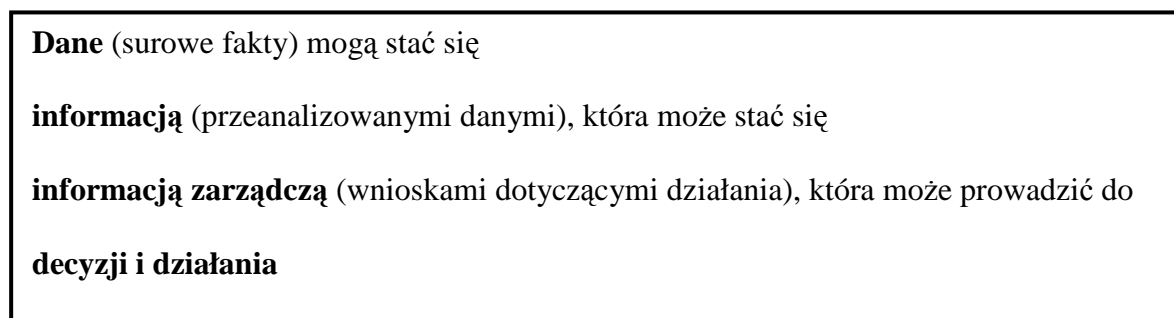 Dane (surowe fakty) mogą stać się
informacją (przeanalizowanymi danymi), która może stać się
informacją zarządczą (wnioskami dotyczącymi działania), która może prowadzić do
decyzji i działania